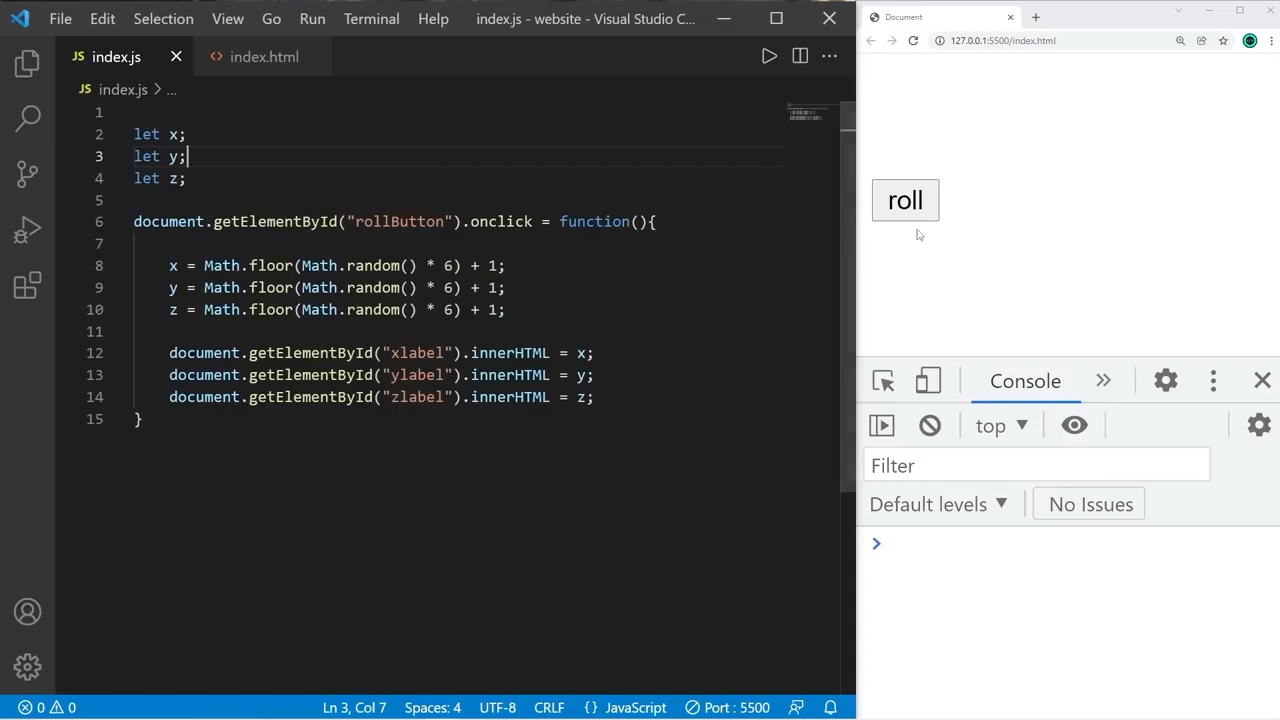 File Edit Selection View Go Run Terminal Help index.js - website - Visual Studio C...
JS index.js index.html
JS index.js > ...
1
2 let x;
3 let y;
4 let z;
5
6 document.getElementById("rollButton").onclick = function(){
7
8 x = Math.floor(Math.random() * 6) + 1;
9 y = Math.floor(Math.random() * 6) + 1;
10 z = Math.floor(Math.random() * 6) + 1;
11
12 document.getElementById("xlabel").innerHTML = x;
13 document.getElementById("ylabel").innerHTML = y;
14 document.getElementById("zlabel").innerHTML = z;
15 }
0 0 Ln 3, Col 7 Spaces: 4 UTF-8 CRLF {} JavaScript Port : 5500
Document
127.0.0.1:5500/index.html
roll
Console
top
Filter
Default levels No Issues